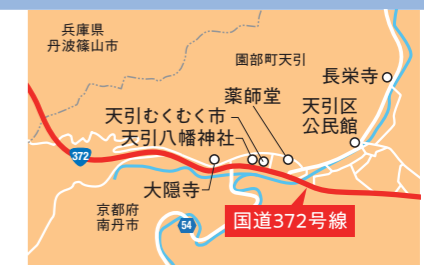 兵庫県
丹波篠山市
園部町天引
長栄寺
薬師堂
天引むくむく市
天引区
公民館
天引八幡神社
372
大隠寺
京都府
南丹市
54
国道372号線